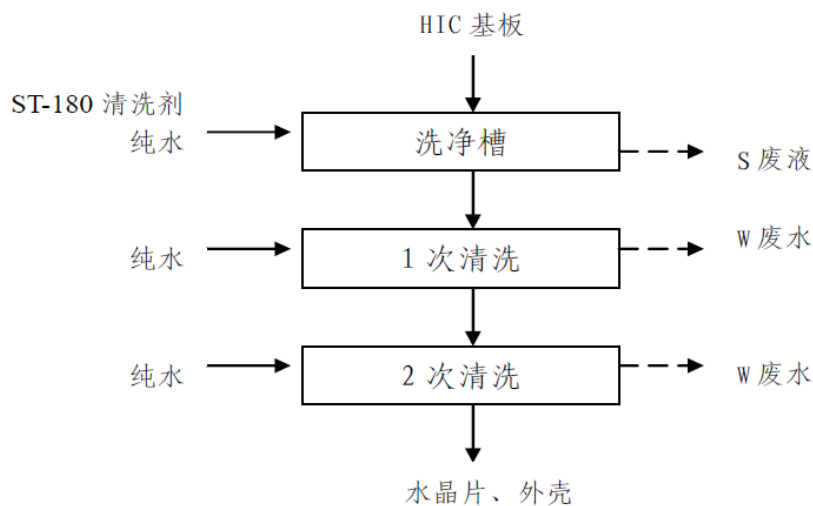 HIC 基板
ST-180 清洗剂
纯水
洗净槽
S 废液
纯水
1 次清洗
W 废水
纯水
2 次清洗
W 废水
水晶片、外壳